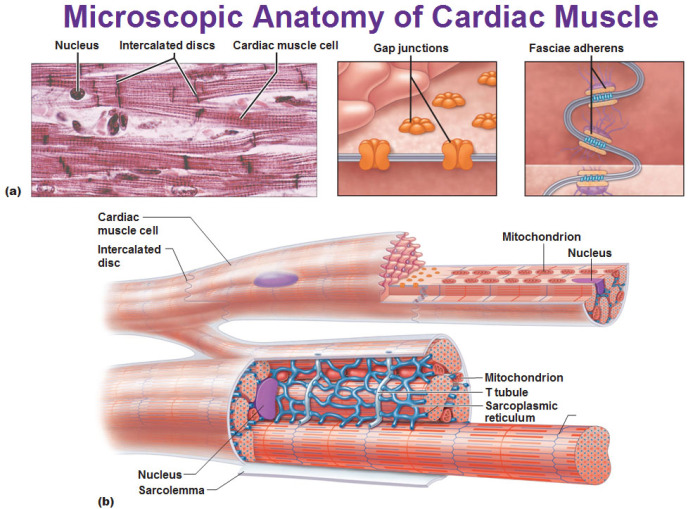 Microscopic Anatomy of Cardiac Muscle
Nucleus
Intercalated discs
Cardiac muscle cell
Gap junctions
Fasciae adherens
(a)
Cardiac
muscle cell
Intercalated
disc
Mitochondrion
Nucleus
Mitochondrion
T tubule
Sarcoplasmic
reticulum
Nucleus
Sarcolemma
(b)